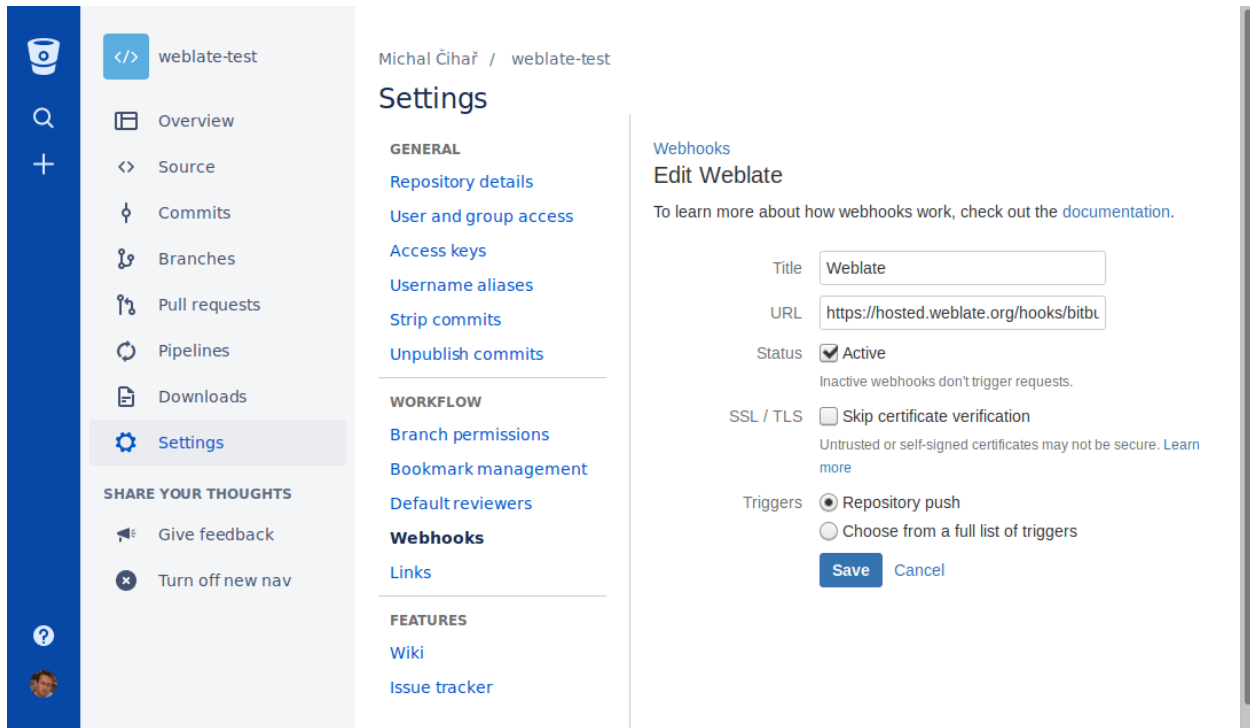 weblate-test
Overview
Source
Commits
Branches
Pull requests
Pipelines
Downloads
Settings
SHARE YOUR THOUGHTS
Give feedback
Turn off new nav
Michal Čihař / weblate-test
Settings
GENERAL
Repository details
User and group access
Access keys
Username aliases
Strip commits
Unpublish commits
WORKFLOW
Branch permissions
Bookmark management
Default reviewers
Webhooks
Links
FEATURES
Wiki
Issue tracker
Webhooks
Edit Weblate
To learn more about how webhooks work, check out the documentation.
Title Weblate
URL https://hosted.weblate.org/hooks/bitbu
Status Active
Inactive webhooks don't trigger requests.
SSL / TLS Skip certificate verification
Untrusted or self-signed certificates may not be secure. Learn
more
Triggers Repository push
Choose from a full list of triggers
Save Cancel